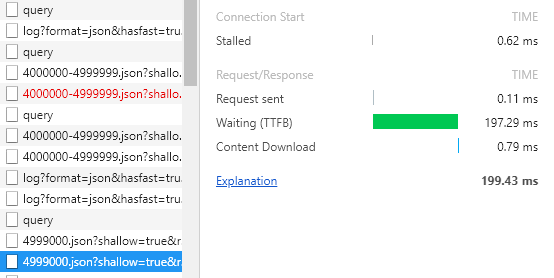 query
log?format=json&hasfast=tru.
query
4000000-4999999.json?shallo.
4000000-4999999.json?shallo.
query
4000000-4999999.json?shallo.
4000000-4999999.json?shallo.
log?format=json&hasfast=tru.
log?format=json&hasfast=tru.
query
4999000.json?shallow=true&r
4999000.json?shallow=true&r
Connection Start TIME
Stalled 0.62 ms
Request/Response TIME
Request sent 0.11 ms
Waiting (TTFB) 197.29 ms
Content Download 0.79 ms
Explanation 199.43 ms